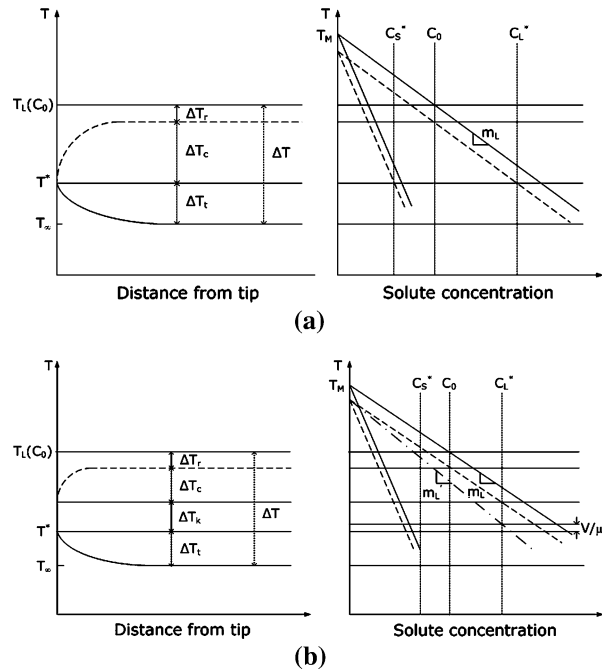 T
T_L(C_0)
T*
T_∞
ΔT_r
ΔT_c
ΔT
ΔT_t
Distance from tip
T
T_M
C_S*
C_0
C_L*
m_L
Solute concentration
(a)
T
T_L(C_0)
T*
T_∞
ΔT_r
ΔT_c
ΔT_k
ΔT
ΔT_t
Distance from tip
T
T_M
C_S*
C_0
C_L*
m_L
m_L
V/μ
Solute concentration
(b)